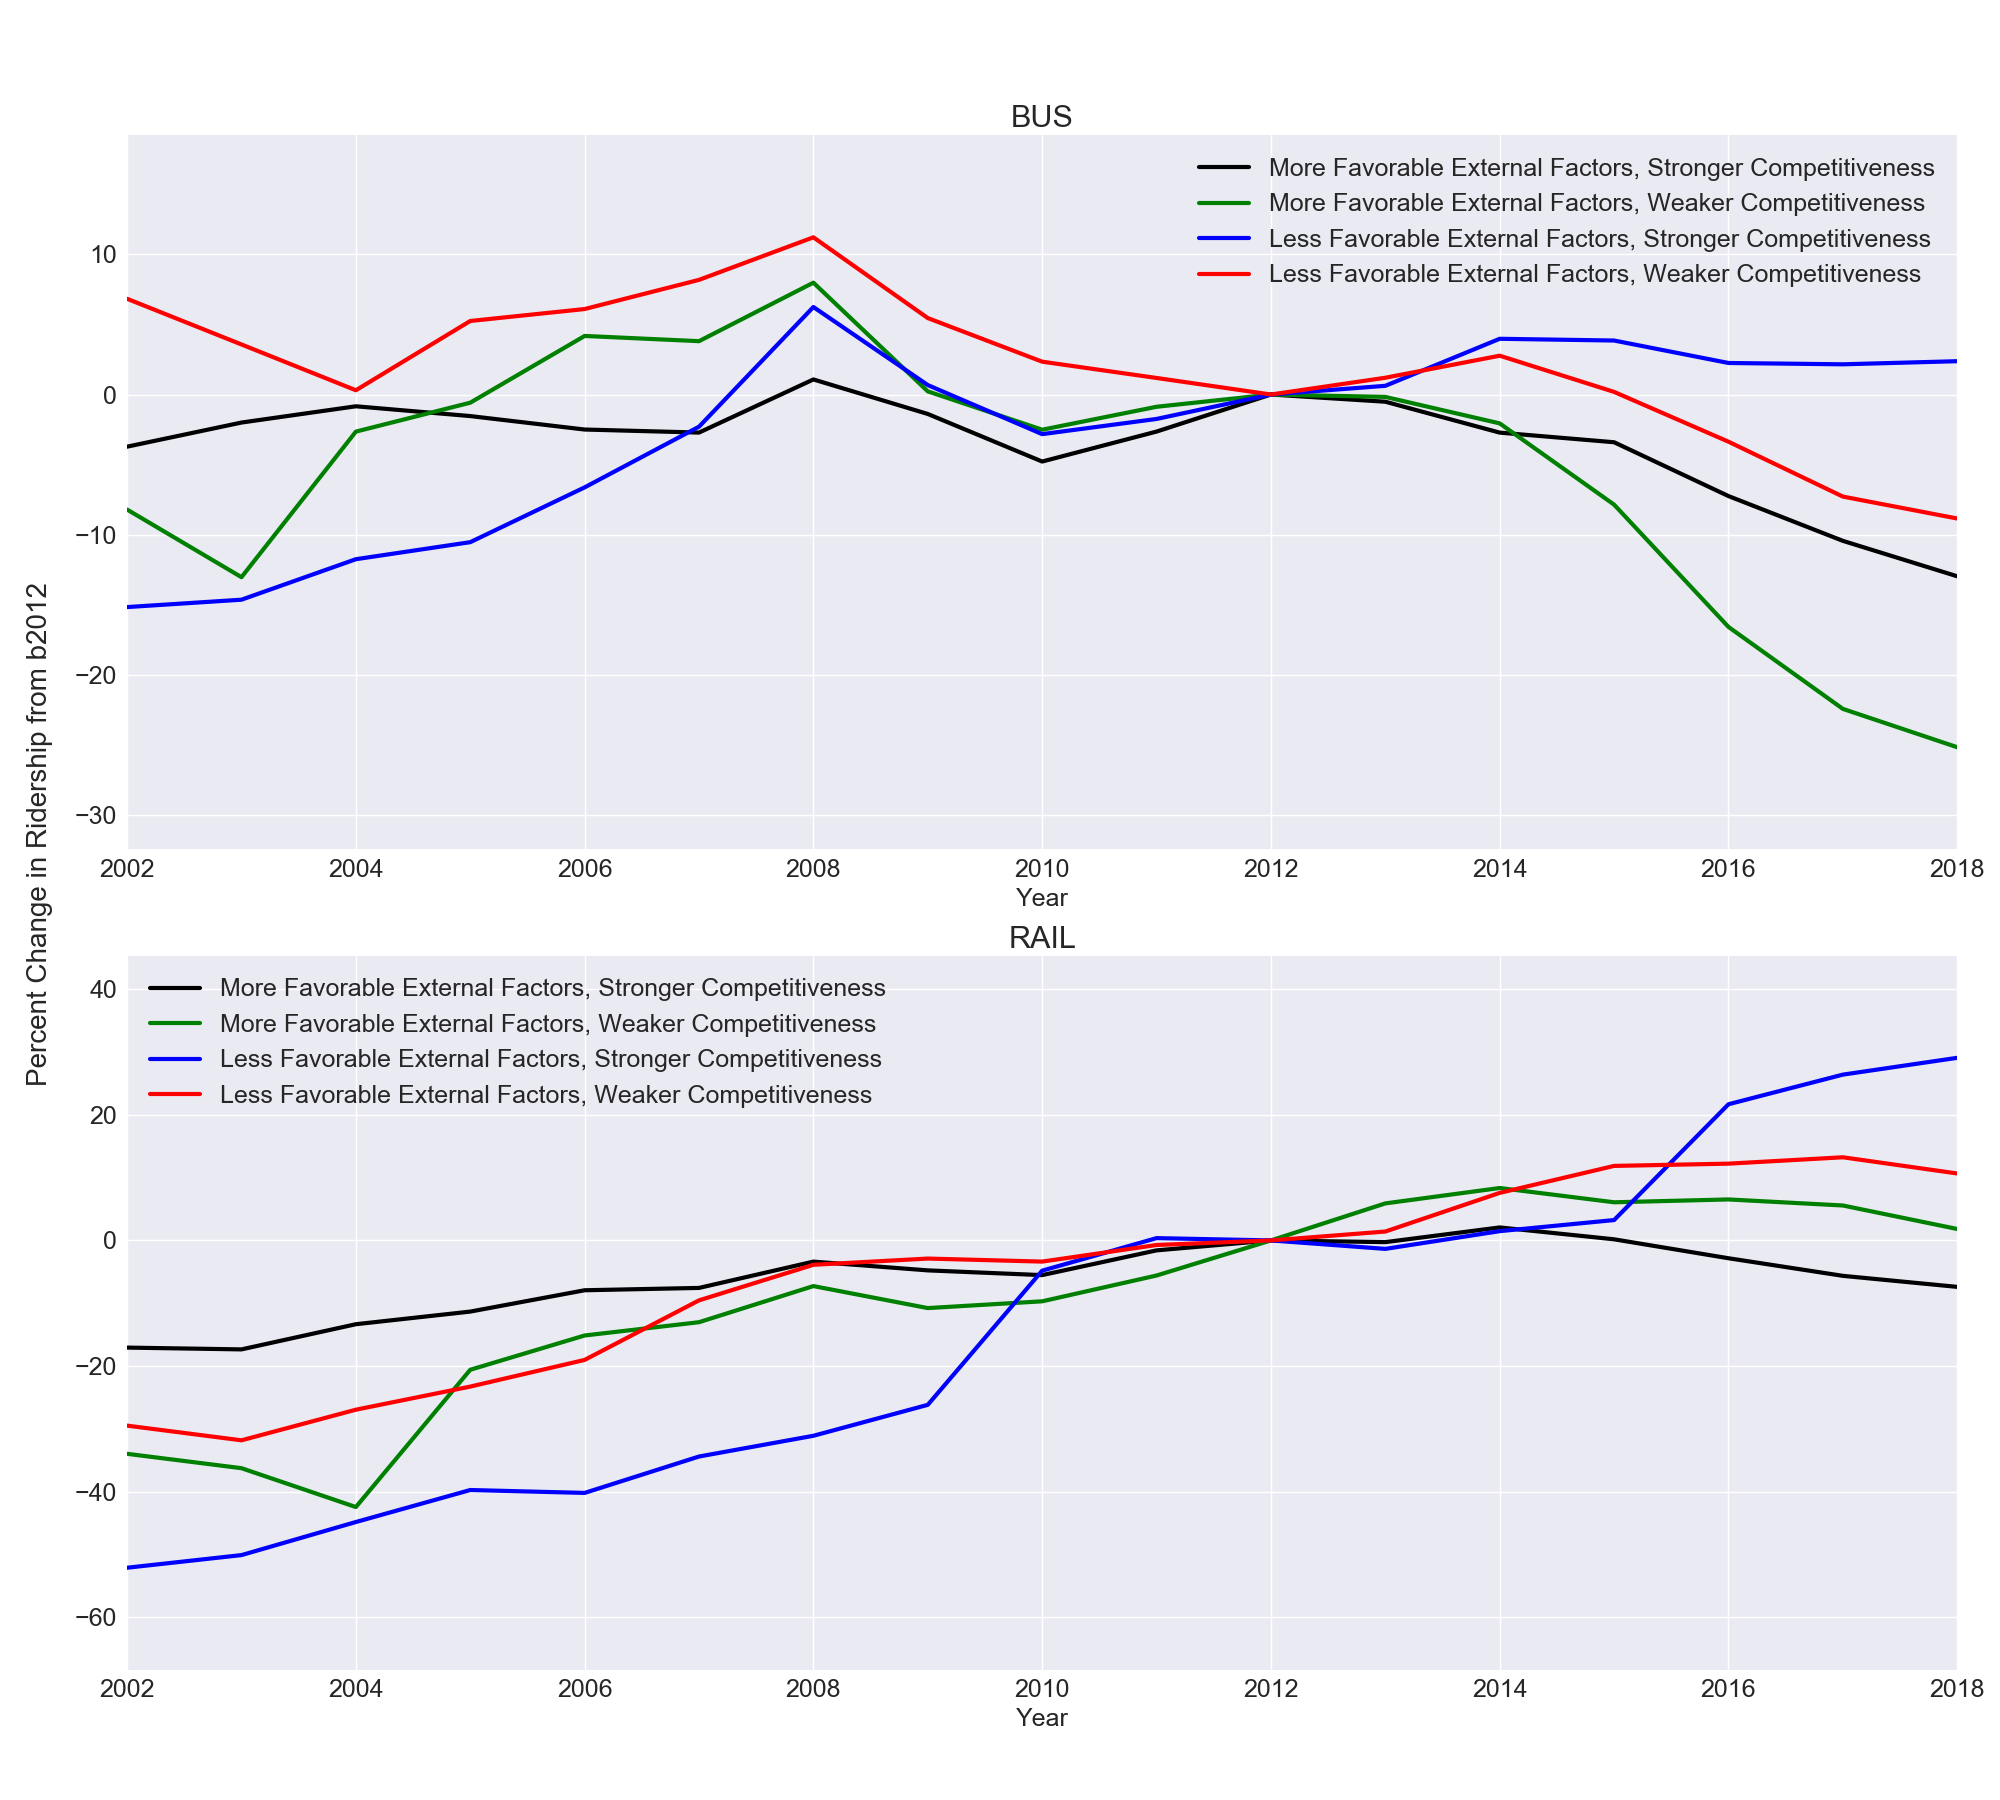 BUS
More Favorable External Factors, Stronger Competitiveness
More Favorable External Factors, Weaker Competitiveness
Less Favorable External Factors, Stronger Competitiveness
Less Favorable External Factors, Weaker Competitiveness
10
0
−10
−20
−30
2002 2004 2006 2008 2010 2012 2014 2016 2018
Year
Percent Change in Ridership from b2012
RAIL
More Favorable External Factors, Stronger Competitiveness
More Favorable External Factors, Weaker Competitiveness
Less Favorable External Factors, Stronger Competitiveness
Less Favorable External Factors, Weaker Competitiveness
40
20
0
−20
−40
−60
2002 2004 2006 2008 2010 2012 2014 2016 2018
Year